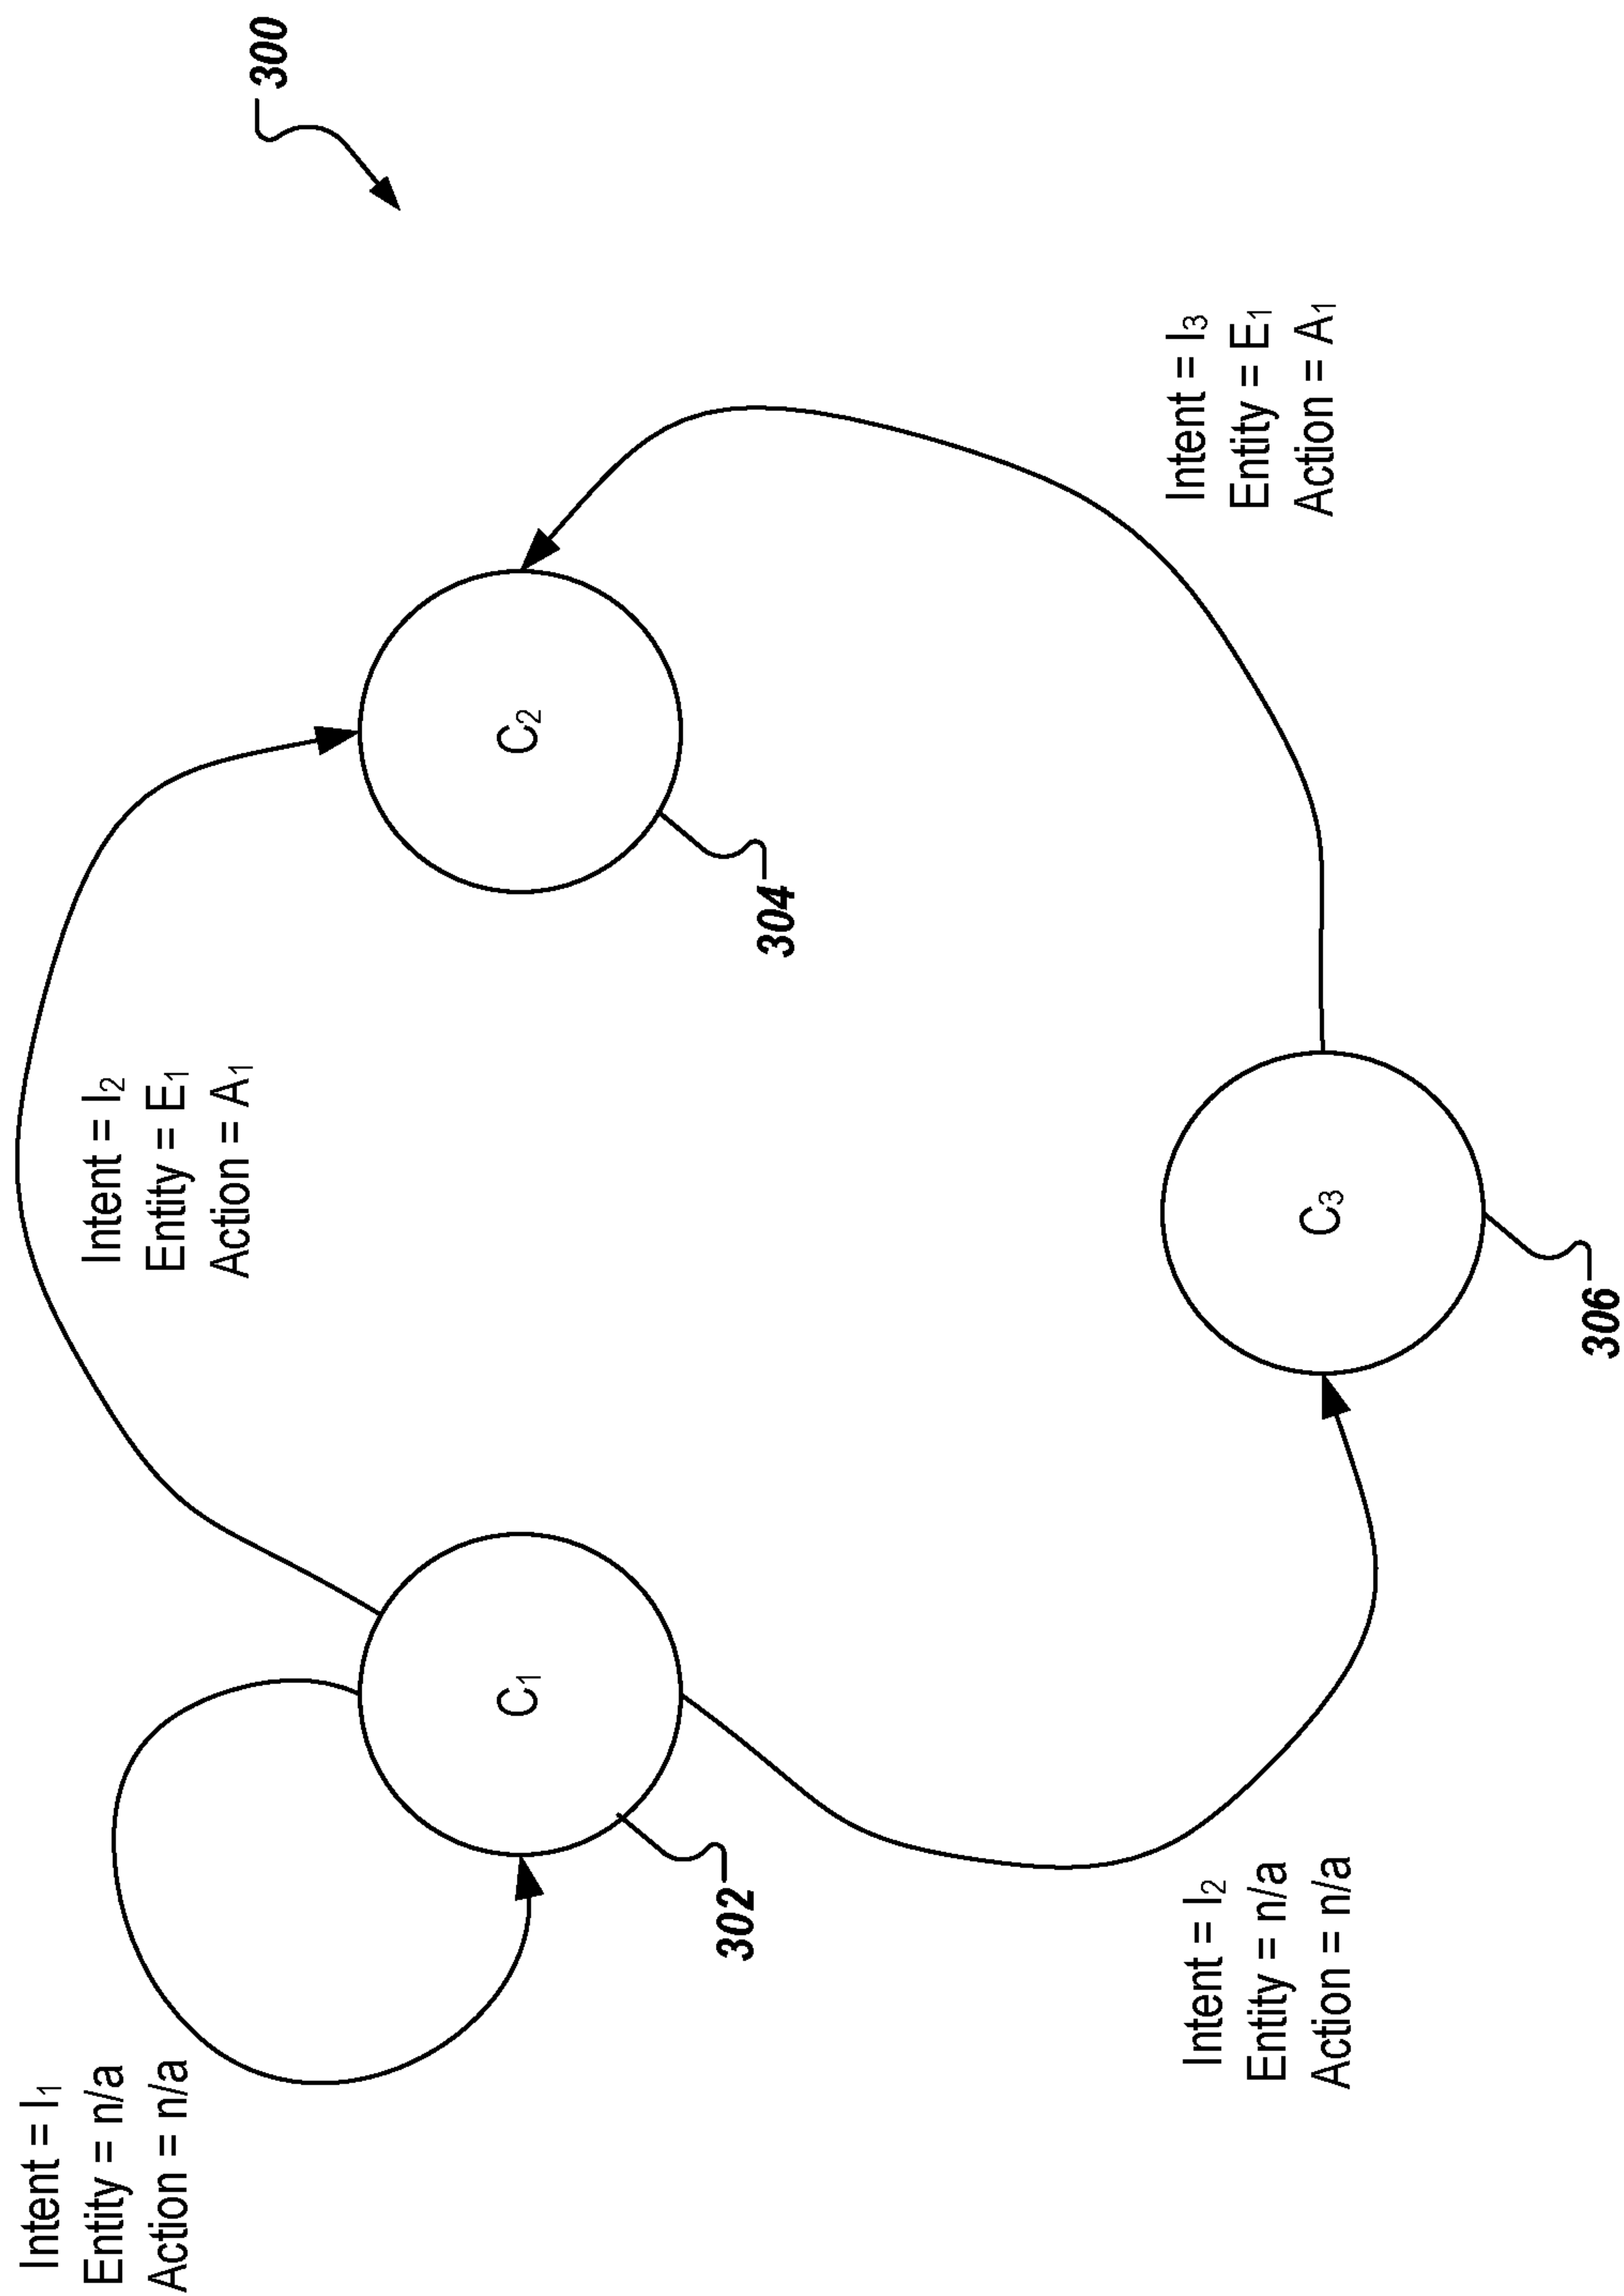 300
Intent = I₁
Entity = n/a
Action = n/a
Intent = I₂
Entity = E₁
Action = A₁
C₁
302
C₂
304
Intent = I₂
Entity = n/a
Action = n/a
C₃
306
Intent = I₃
Entity = E₁
Action = A₁